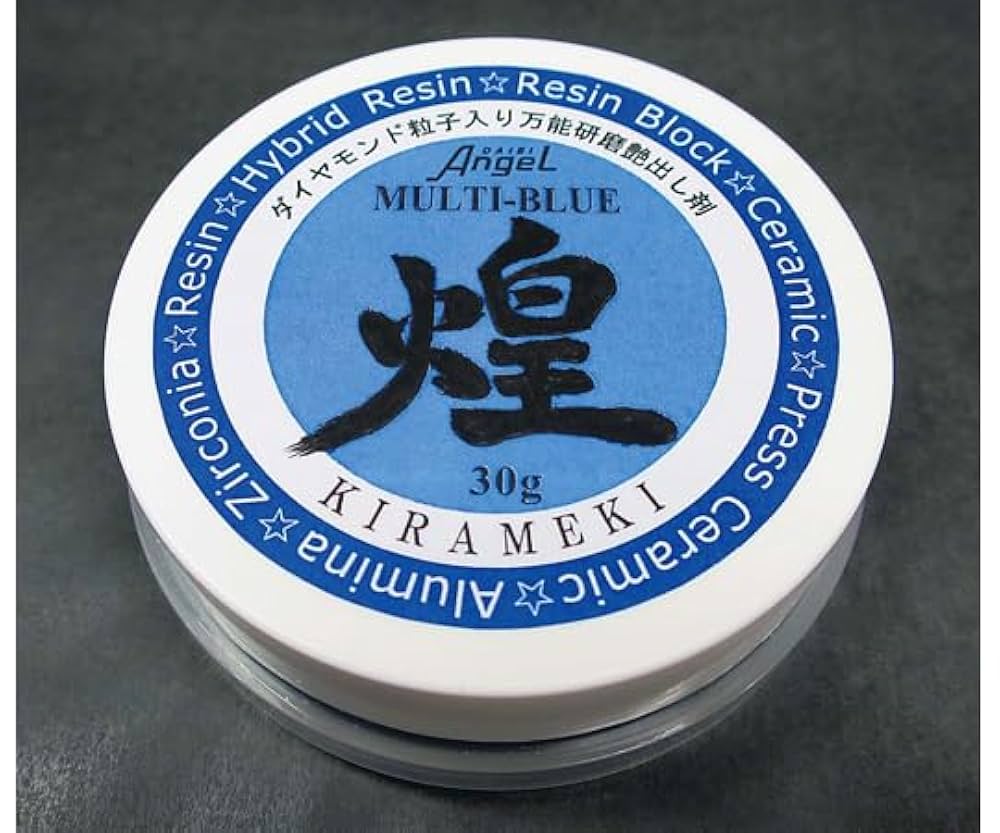 Zirconia☆Resin☆Hybrid Resin☆Resin Block☆Ceramic☆Press Ceramic☆Alumina☆
ダイヤモンド粒子入り万能研磨艶出し剤
DAIBI
AngeL
MULTI-BLUE
煌
30g
KIRAMEKI